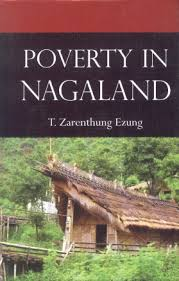 POVERTY IN
NAGALAND
T. Zarenthung Ezung